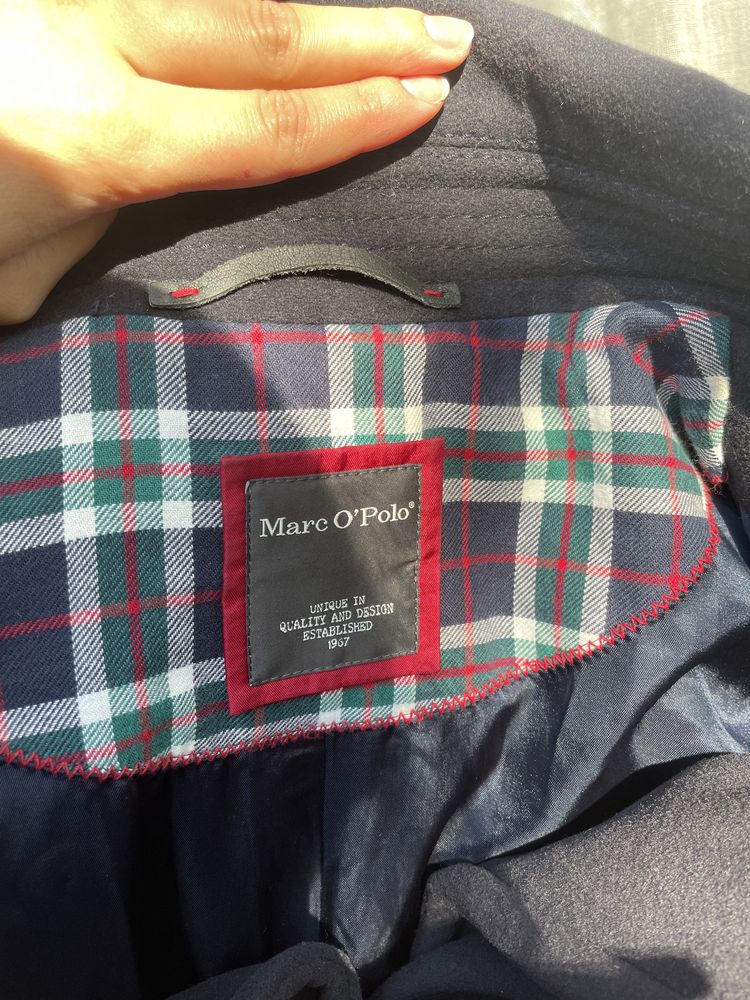 Marc O'Polo®
UNIQUE IN
QUALITY AND DESIGN
ESTABLISHED
1967